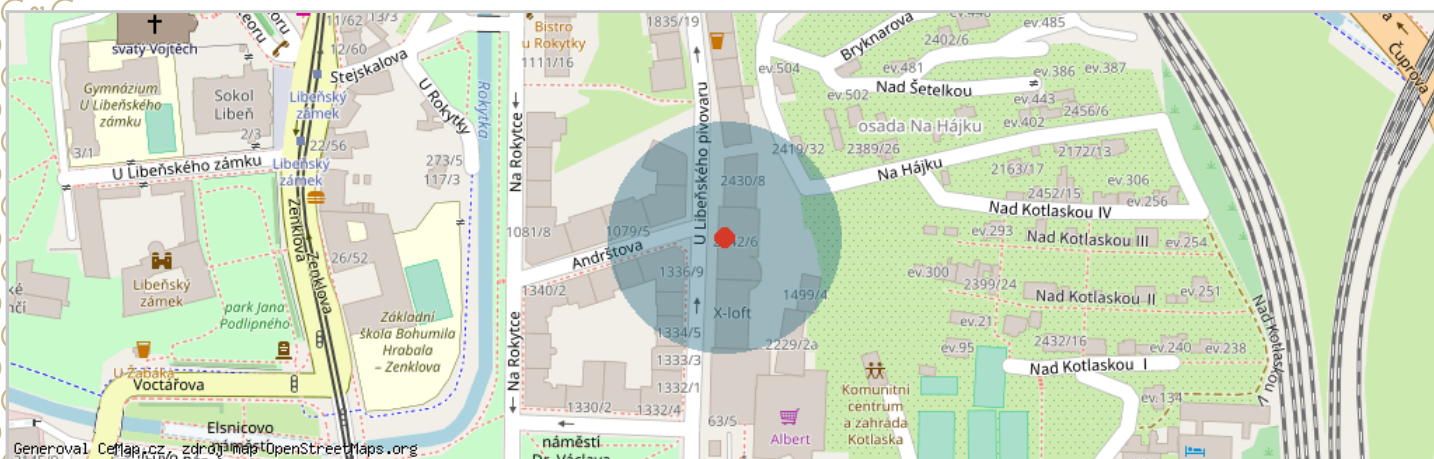 svatý Vojtěch
11/62
13/3
12/60
Stejskalova
Bistro
u Rokytky
1111/16
1835/19
Bryknarova
ev.485
2402/6
ev.504
ev.481
ev.386
ev.387
Čuprova
Gymnázium
U Libeňského
zámku
Sokol
Libeň
Libeňský
zámek
U Rokytky
Rokytka
Na Rokytce
U Libeňského pivovaru
ev.502
Nad Šetelkou
ev.443
2456/6
ev.402
osada Na Hájku
2/3
22/56
3/1
U Libeňského zámku
Libeňský
zámek
273/5
117/3
2419/32
2389/26
2172/13
2163/17
Na Hájku
2430/8
2452/15
ev.306
ev.256
Nad Kotlaskou IV
Zenklova
Zenklova
1081/8
1079/5
Andrštova
ev.293
Nad Kotlaskou III
ev.254
26/52
Libeňský
zámek
1336/9
ev.300
2399/24
1340/2
1499/4
Nad Kotlaskou II
ev.251
park Jana
Podlipného
Základní
škola Bohumila
Hrabala
– Zenklova
Na Rokytce
X-loft
1334/5
ev.21
Nad Kotlaskou V
1333/3
2229/2a
ev.95
2432/16
ev.240
ev.238
U Žabáka
Voctářova
1332/1
Nad Kotlaskou I
Komunitní
centrum
a zahrada
Kotlaska
ev.134
1330/2
1332/4
63/5
Albert
Elsnicovo
náměstí
náměstí
Dr. Václava
Generoval CeMap.cz, zdroj map OpenStreetMaps.org